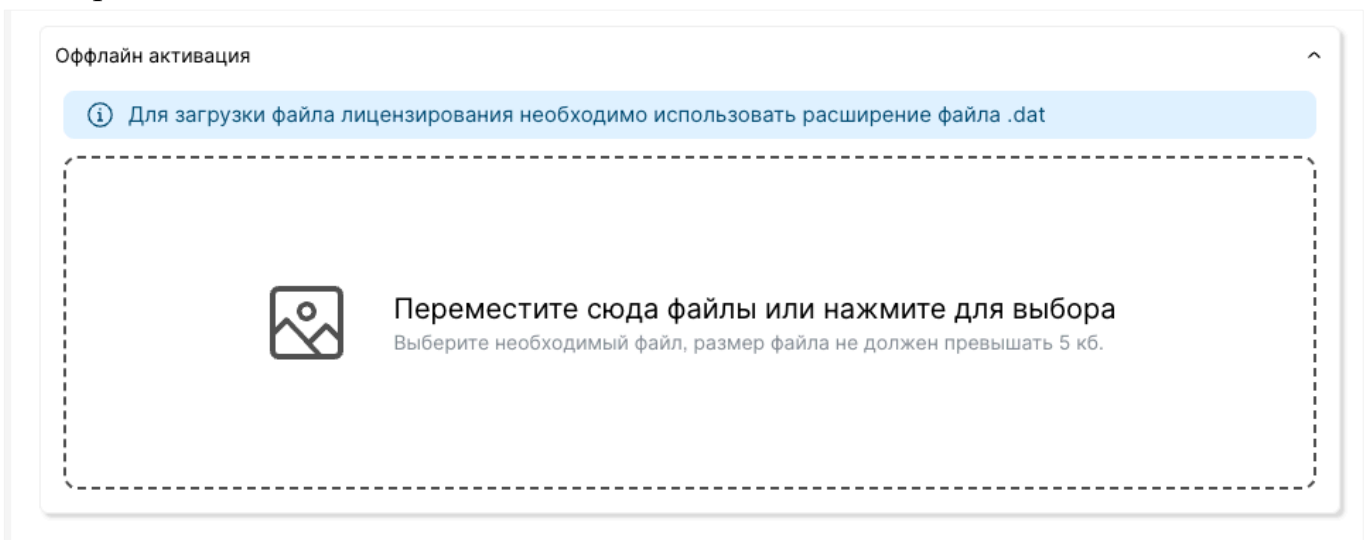 Оффлайн активация
Для загрузки файла лицензирования необходимо использовать расширение файла .dat
Переместите сюда файлы или нажмите для выбора
Выберите необходимый файл, размер файла не должен превышать 5 кб.